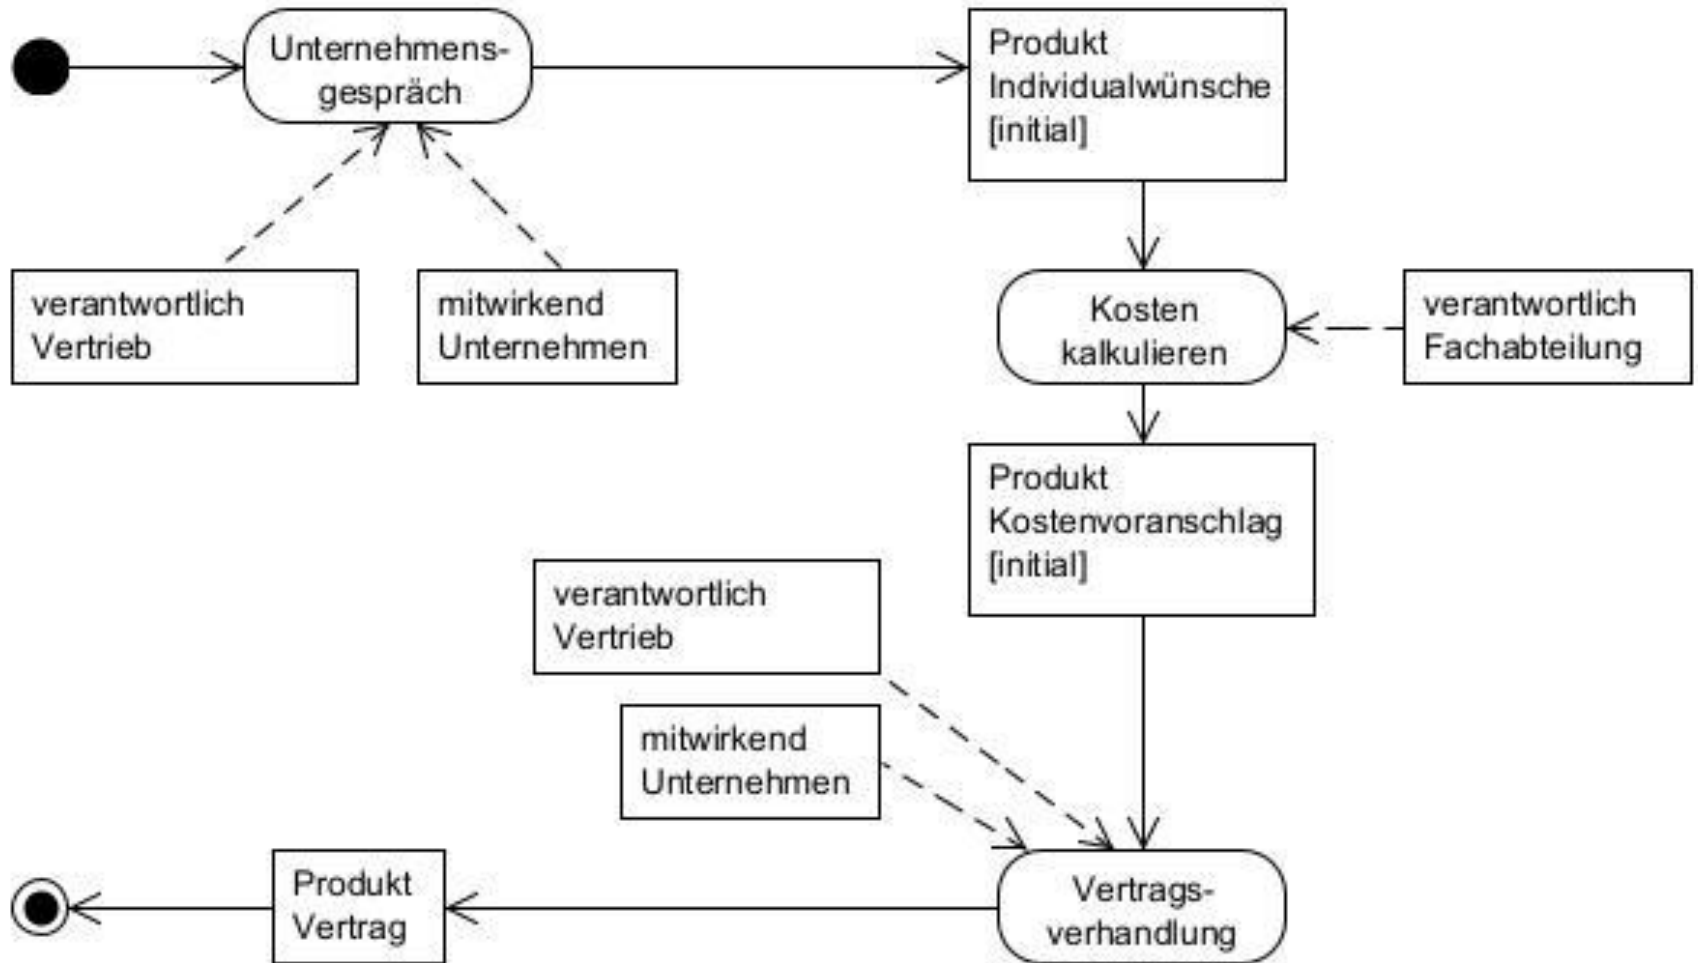 Unternehmens-
gespräch
Produkt
Individualwünsche
[initial]
verantwortlich
Vertrieb
mitwirkend
Unternehmen
Kosten
kalkulieren
verantwortlich
Fachabteilung
Produkt
Kostenvoranschlag
[initial]
verantwortlich
Vertrieb
mitwirkend
Unternehmen
Produkt
Vertrag
Vertrags-
verhandlung